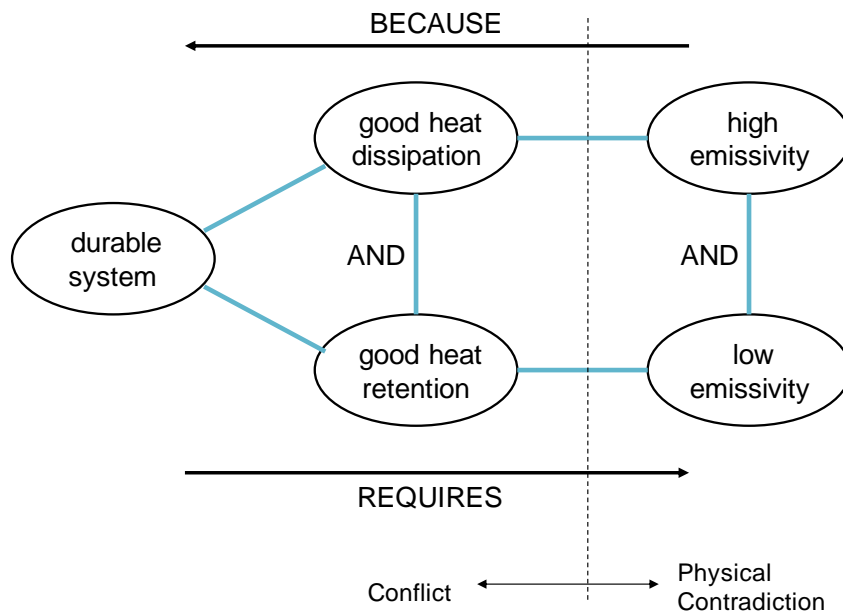 BECAUSE
good heat
dissipation
high
emissivity
durable
system
AND
AND
good heat
retention
low
emissivity
REQUIRES
Conflict
Physical
Contradiction